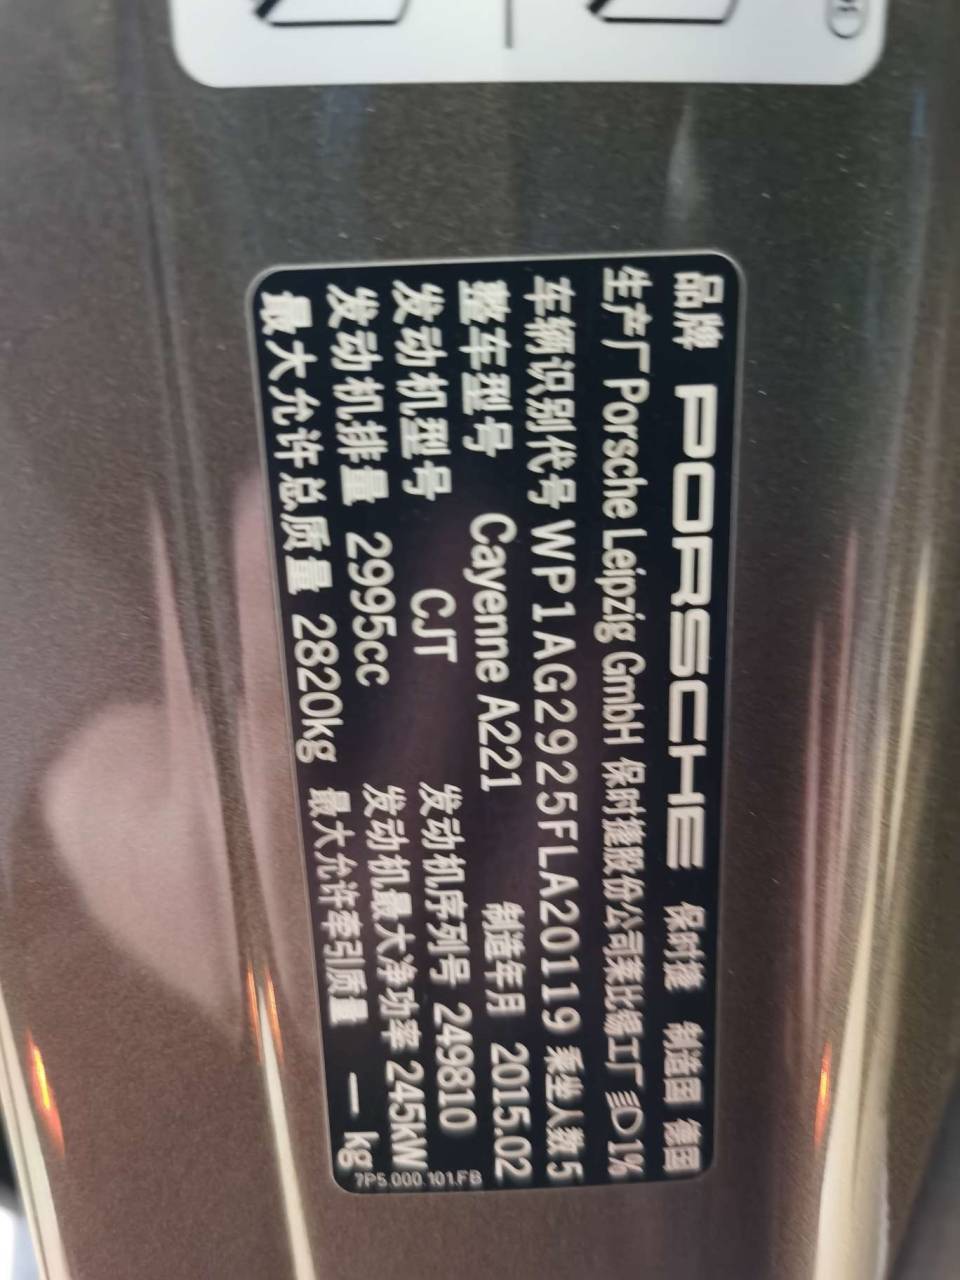 品牌 PORSCHE 保时捷 制造国 德国
生产厂 Porsche Leipzig GmbH 保时捷股份公司莱比锡工厂 1%
车辆识别代号 WP1AG2925FLA20119 乘坐人数 5
整车型号 Cayenne A221 制造年月 2015.02
发动机型号 CJT 发动机序列号 249810
发动机排量 2995cc 发动机最大净功率 245kW
最大允许总质量 2820kg 最大允许牵引质量 — kg
7P5.000.101.FB